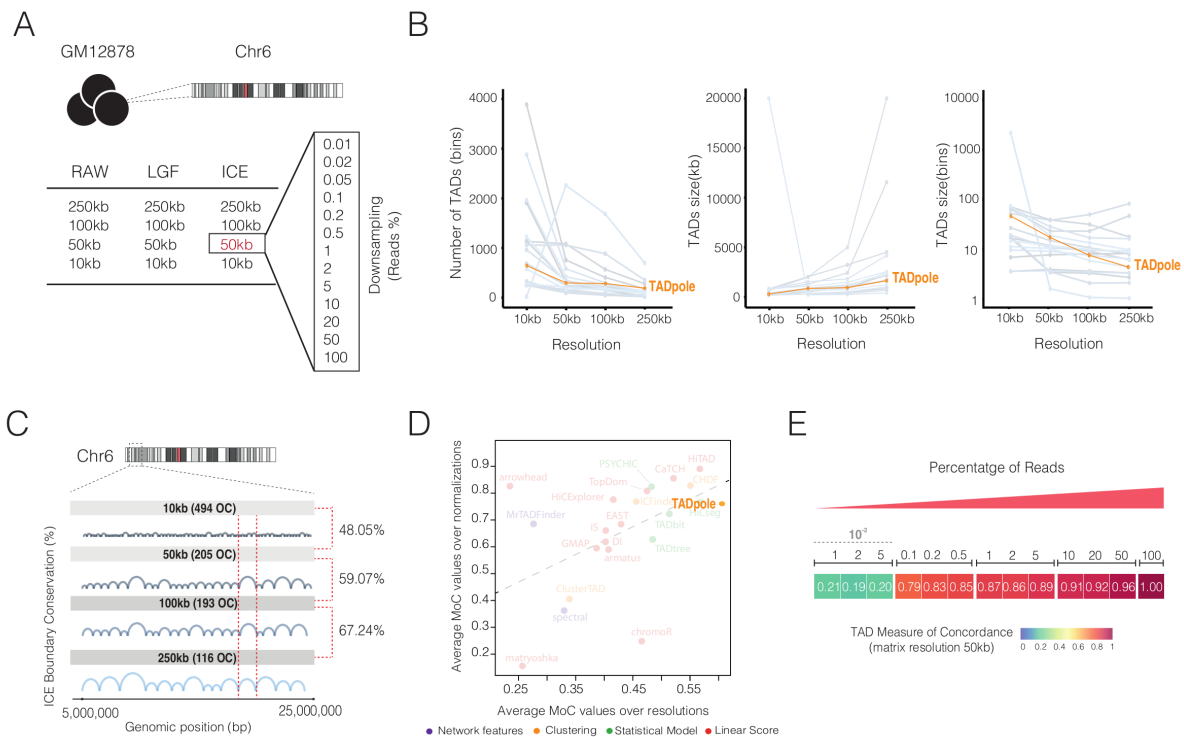 A
GM12878
Chr6
RAW LGF ICE
250kb 250kb 250kb
100kb 100kb 100kb
50kb 50kb 50kb
10kb 10kb 10kb
0.01
0.02
0.05
0.1
0.2
0.5
1
2
5
10
20
50
100
Downsampling
(Reads %)
B
Number of TADs (bins)
4000
3000
2000
1000
0
10kb 50kb 100kb 250kb
Resolution
TADpole
TADs size(kb)
20000
15000
10000
5000
0
10kb 50kb 100kb 250kb
Resolution
TADpole
TADs size(bins)
10000
1000
100
10
1
10kb 50kb 100kb 250kb
Resolution
TADpole
C
Chr6
ICE Boundary Conservation (%)
10kb (494 OC)
48.05%
50kb (205 OC)
59.07%
100kb (193 OC)
67.24%
250kb (116 OC)
5,000,000 25,000,000
Genomic position (bp)
D
Average MoC values over normalizations
0.9
0.8
0.7
0.6
0.5
0.4
0.3
0.2
HiTAD
PSYCHIC
CaTCH
arrowhead
TopDom
CHDF
HiCExplorer
ICFinder
TADpole
HiCseg
MrTADFinder
EAST
TADbit
IS
DI
GMAP
TADtree
armatus
ClusterTAD
spectral
chromoR
matryoshka
0.25 0.35 0.45 0.55
Average MoC values over resolutions
Network features Clustering Statistical Model Linear Score
E
Percentatge of Reads
10⁻²
1 2 5 0.1 0.2 0.5 1 2 5 10 20 50 100
0.21 0.19 0.20 0.79 0.83 0.85 0.87 0.86 0.89 0.91 0.92 0.96 1.00
TAD Measure of Concordance
(matrix resolution 50kb)
0 0.2 0.4 0.6 0.8 1